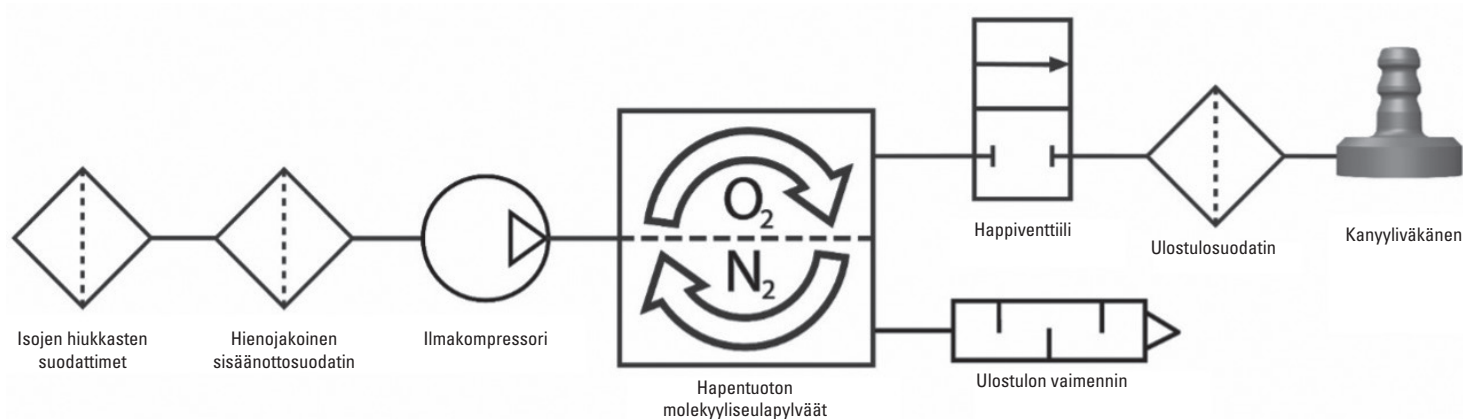 Isojen hiukkasten
suodattimet
Hienojakoinen
sisäänottosuodatin
Ilmakompressori
O₂
N₂
Hapentuoton
molekyyliseulapylväät
Happiventtiili
Ulostulon vaimennin
Ulostulosuodatin
Kanyyliväkänen